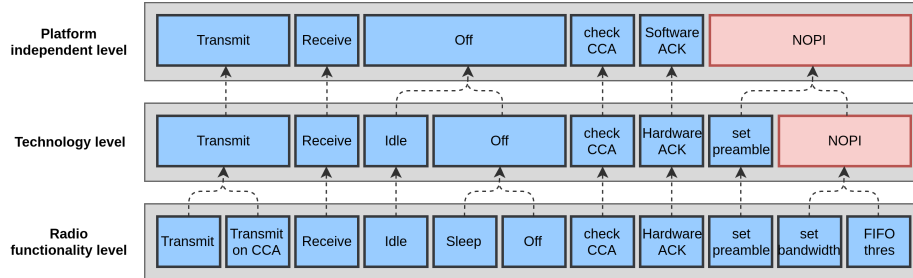 Platform
independent level
Transmit
Receive
Off
check
CCA
Software
ACK
NOPI
Technology level
Transmit
Receive
Idle
Off
check
CCA
Hardware
ACK
set
preamble
NOPI
Radio
functionality level
Transmit
Transmit
on CCA
Receive
Idle
Sleep
Off
check
CCA
Hardware
ACK
set
preamble
set
bandwidth
FIFO
thres